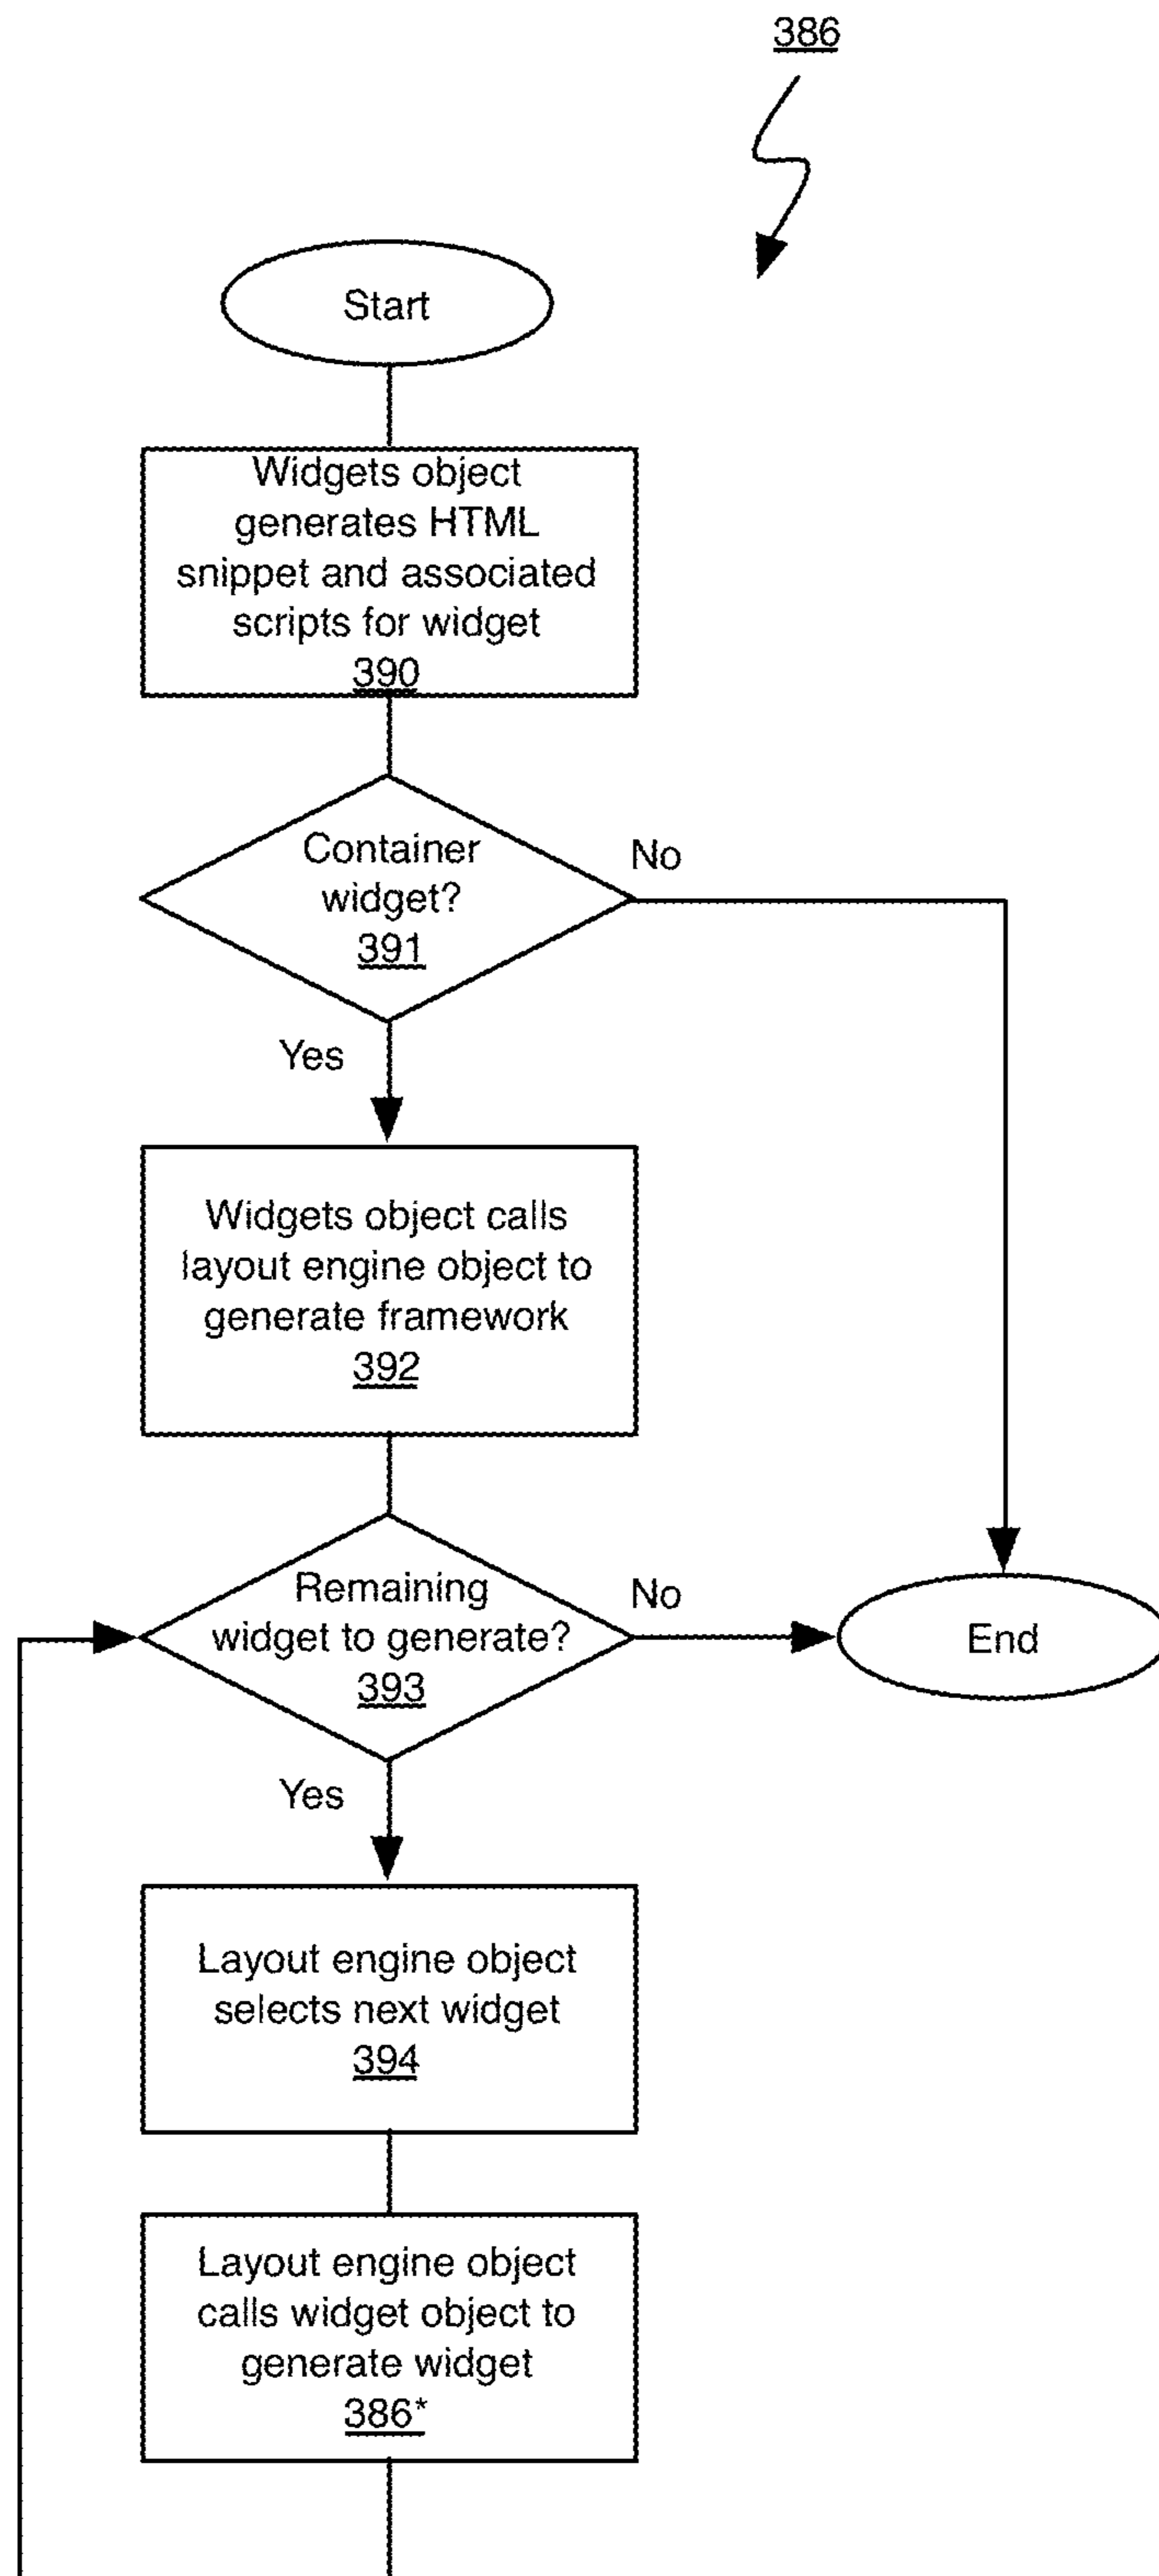 386
Start
Widgets object
generates HTML
snippet and associated
scripts for widget
390
Container
widget?
391
No
Yes
Widgets object calls
layout engine object to
generate framework
392
Remaining
widget to generate?
393
No
End
Yes
Layout engine object
selects next widget
394
Layout engine object
calls widget object to
generate widget
386*